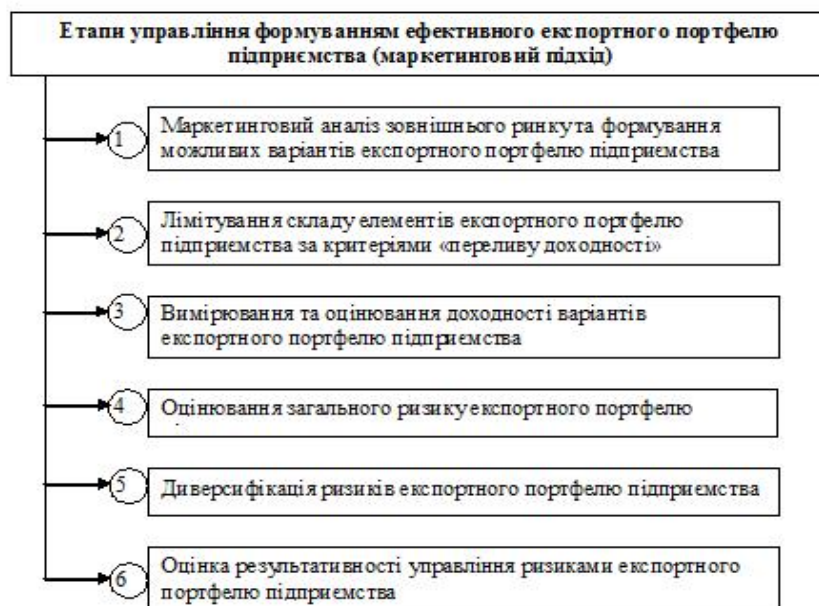 Етапи управління формуванням ефективного експортного портфелю
підприємства (маркетинговий підхід)
1
Маркетинговий аналіз зовнішнього ринку та формування
можливих варіантів експортного портфелю підприємства
2
Лімітування складу елементів експортного портфелю
підприємства за критеріями «переливу доходності»
3
Вимірювання та оцінювання доходності варіантів
експортного портфелю підприємства
4
Оцінювання загального ризику експортного портфелю
5
Диверсифікація ризиків експортного портфелю підприємства
6
Оцінка результативності управління ризиками експортного
портфелю підприємства